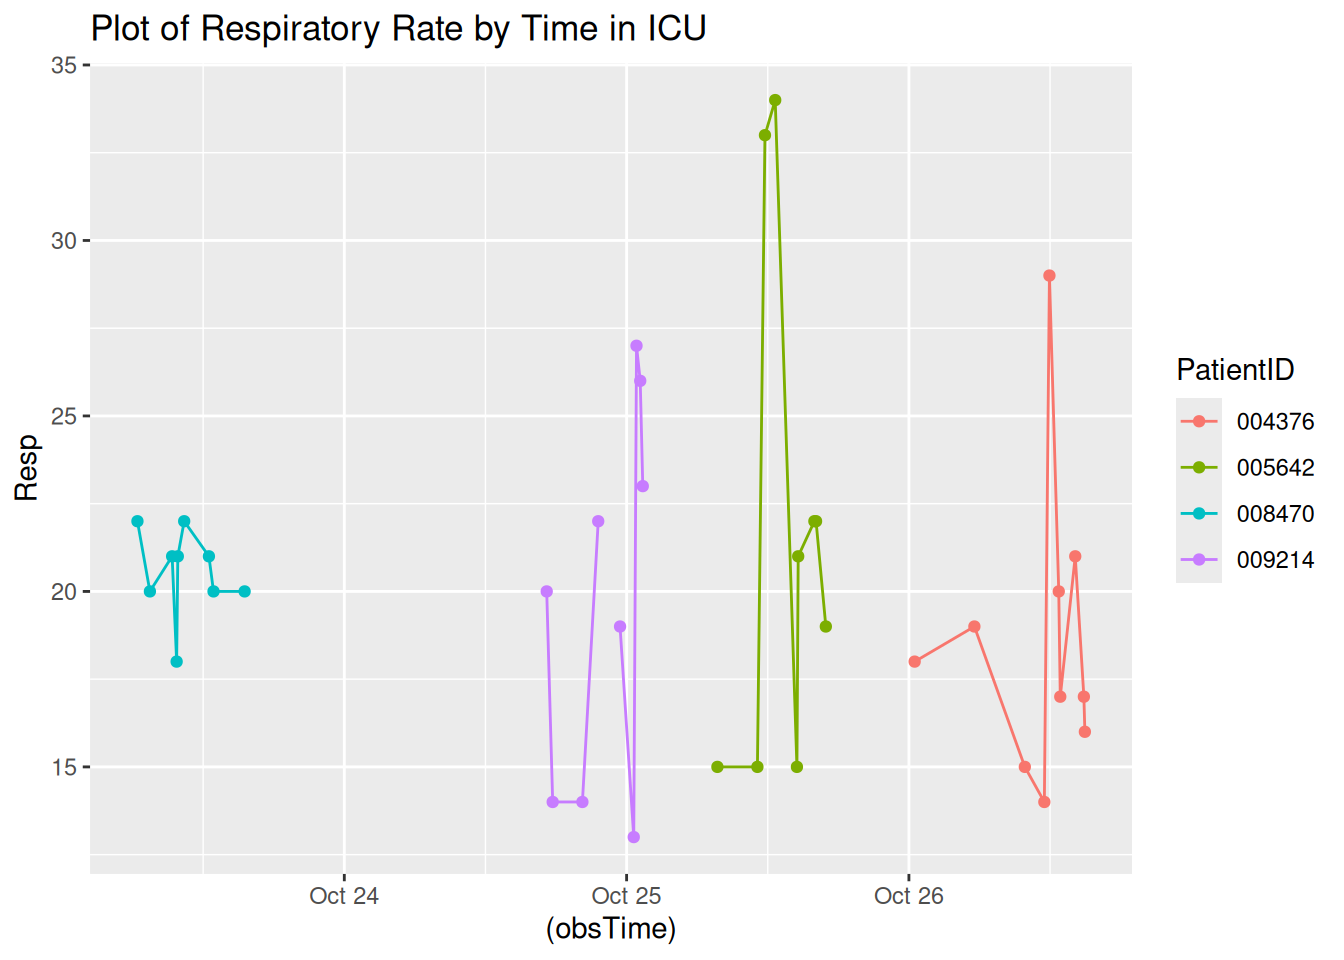 Plot of Respiratory Rate by Time in ICU
35
30
25
20
15
Resp
Oct 24
Oct 25
Oct 26
(obsTime)
PatientID
004376
005642
008470
009214